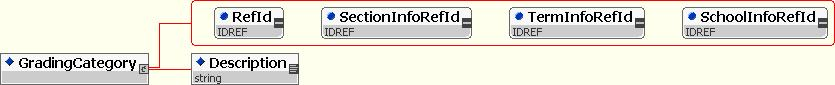 RefId
IDREF
SectionInfoRefId
IDREF
TermInfoRefId
IDREF
SchoolInfoRefId
IDREF
GradingCategory
Description
string